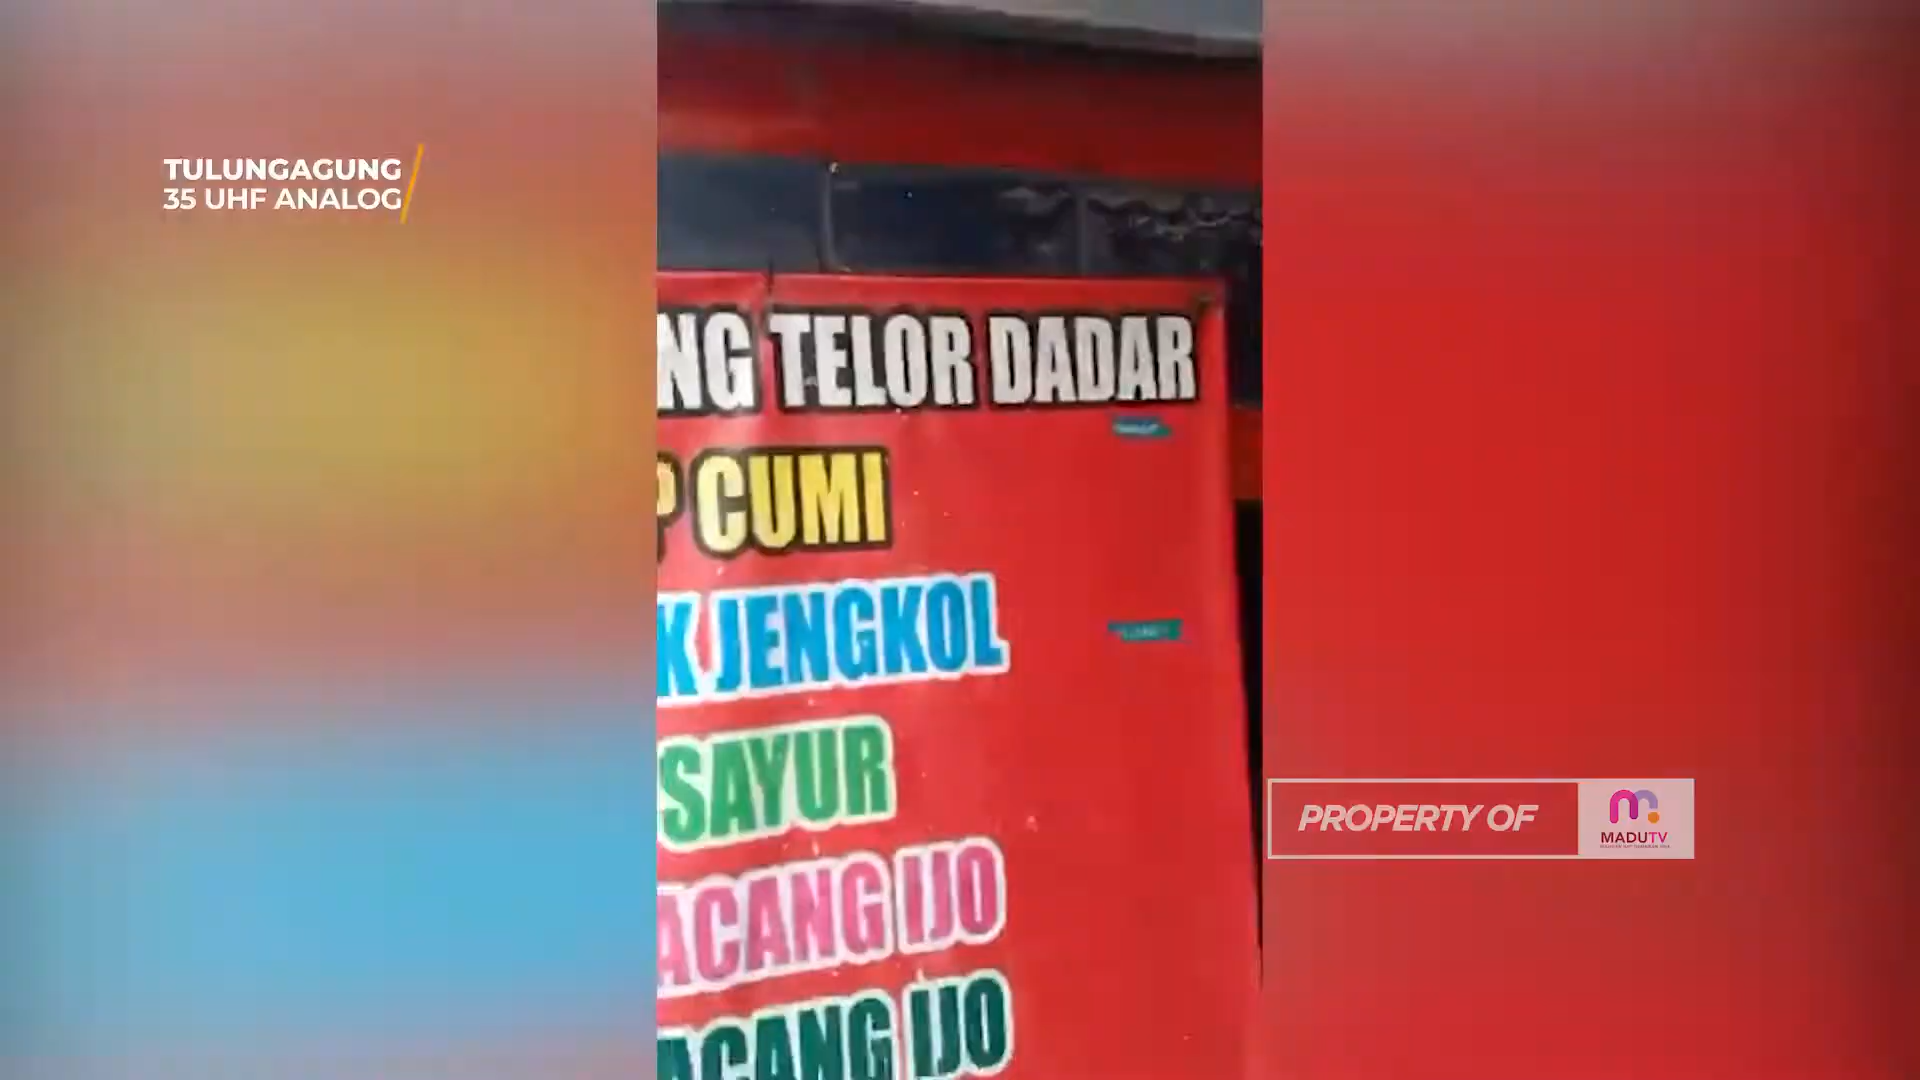 TULUNGAGUNG
35 UHF ANALOG
NG TELOR DADAR
P CUMI
K JENGKOL
SAYUR
ACANG IJO
ACANG IJO
PROPERTY OF
MADUTV